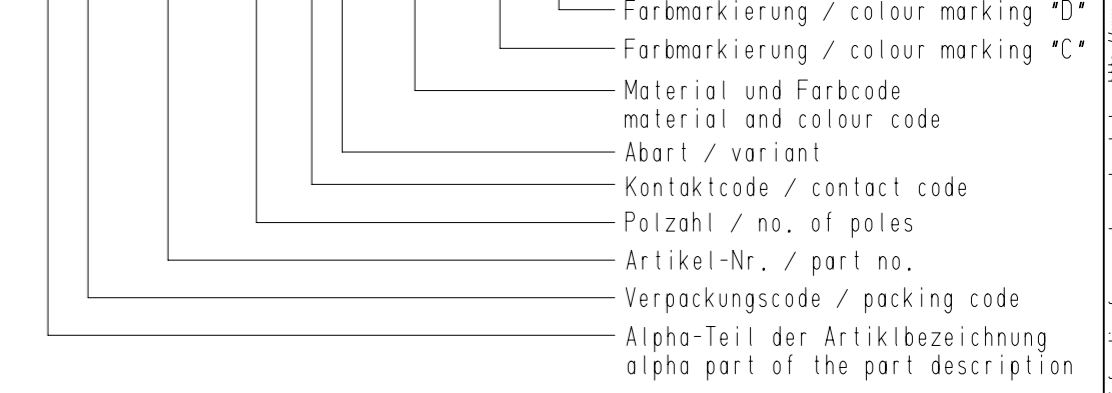 Farbmarkierung / colour marking "D"
Farbmarkierung / colour marking "C"
Material und Farbcode
material and colour code
Abart / variant
Kontaktcode / contact code
Polzahl / no. of poles
Artikel-Nr. / part no.
Verpackungscode / packing code
Alpha-Teil der Artiklbezeichnung
alpha part of the part description